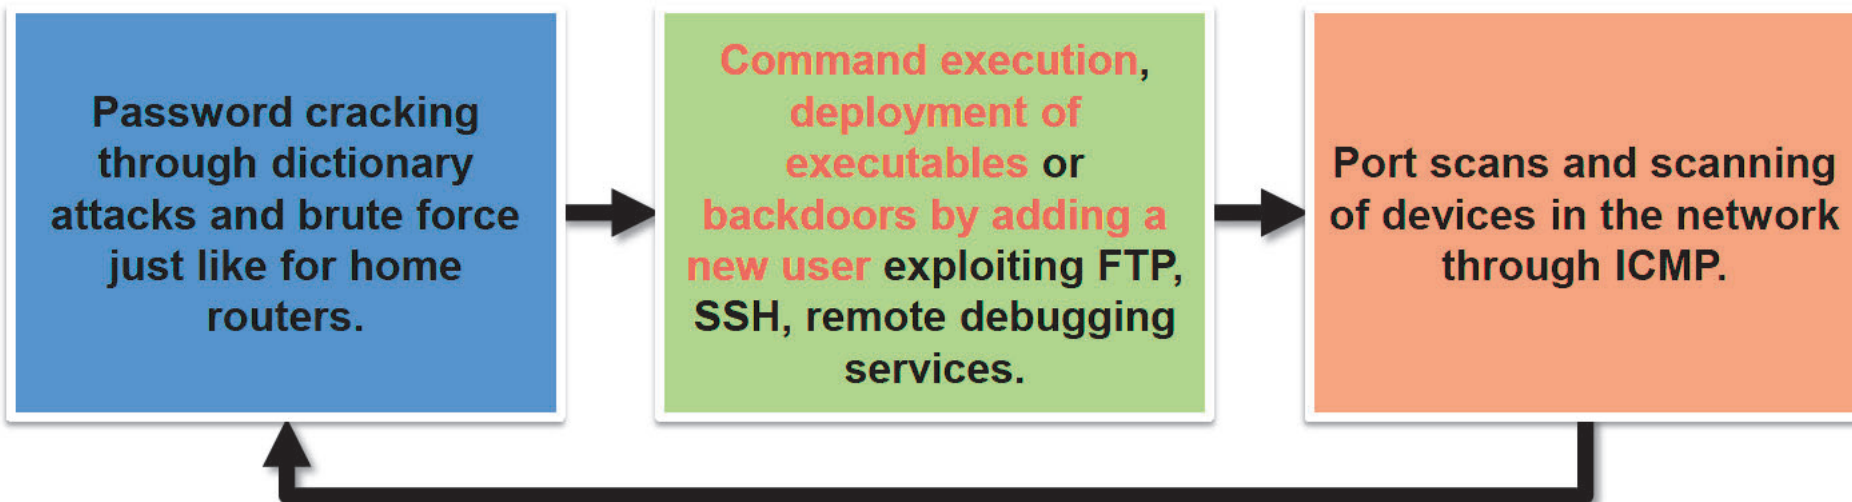 Password cracking
through dictionary
attacks and brute force
just like for home
routers.
Command execution,
deployment of
executables or
backdoors by adding a
new user exploiting FTP,
SSH, remote debugging
services.
Port scans and scanning
of devices in the network
through ICMP.